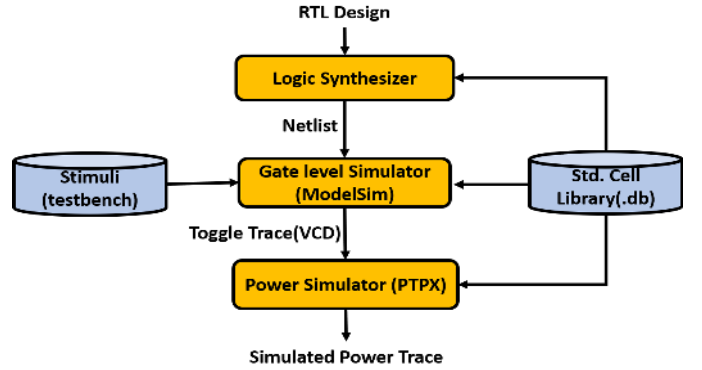 RTL Design
Logic Synthesizer
Netlist
Stimuli
(testbench)
Gate level Simulator
(ModelSim)
Std. Cell
Library(.db)
Toggle Trace(VCD)
Power Simulator (PTPX)
Simulated Power Trace